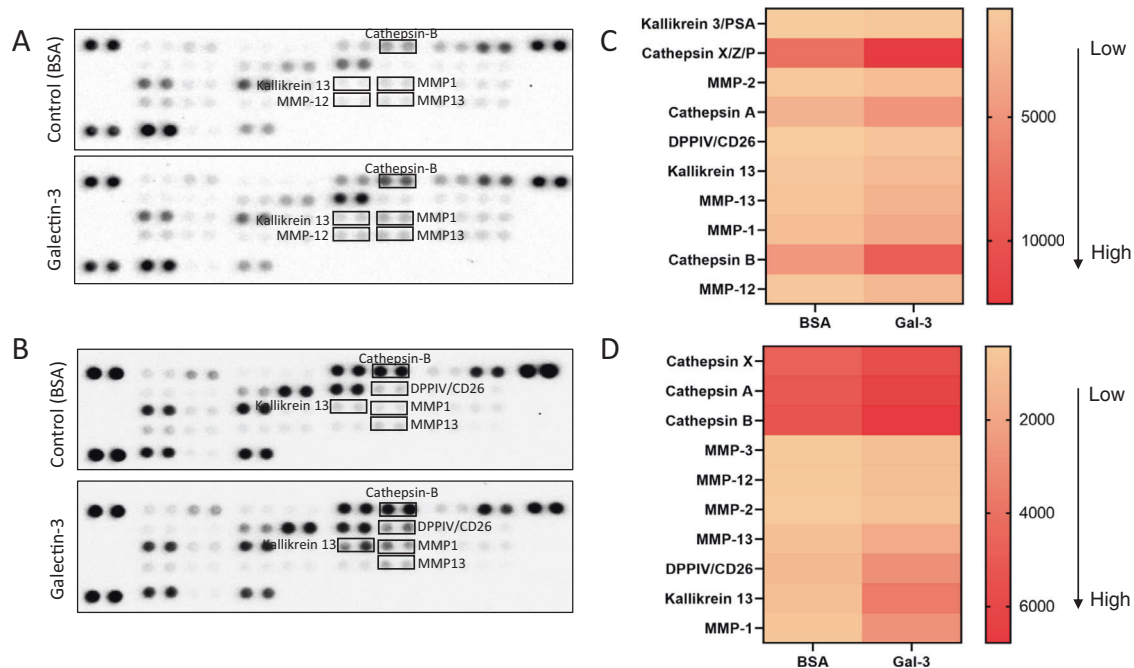 A
Control (BSA)
Cathepsin-B
Kallikrein 13
MMP1
MMP-12
MMP13
Galectin-3
Cathepsin-B
Kallikrein 13
MMP1
MMP-12
MMP13
B
Control (BSA)
Cathepsin-B
DPPIV/CD26
Kallikrein 13
MMP1
MMP13
Galectin-3
Cathepsin-B
DPPIV/CD26
Kallikrein 13
MMP1
MMP13
C
Kallikrein 3/PSA
Cathepsin X/Z/P
MMP-2
Cathepsin A
DPPIV/CD26
Kallikrein 13
MMP-13
MMP-1
Cathepsin B
MMP-12
BSA Gal-3
5000
10000
Low
High
D
Cathepsin X
Cathepsin A
Cathepsin B
MMP-3
MMP-12
MMP-2
MMP-13
DPPIV/CD26
Kallikrein 13
MMP-1
BSA Gal-3
2000
4000
6000
Low
High